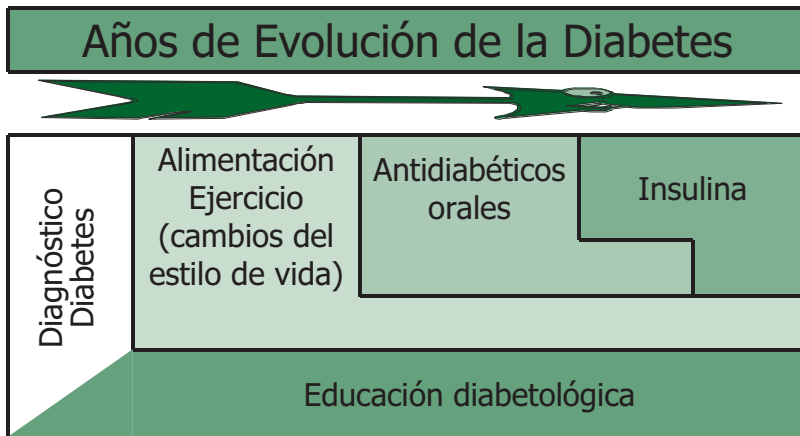 Años de Evolución de la Diabetes
Diagnóstico
Diabetes
Alimentación
Ejercicio
(cambios del
estilo de vida)
Antidiabéticos
orales
Insulina
Educación diabetológica